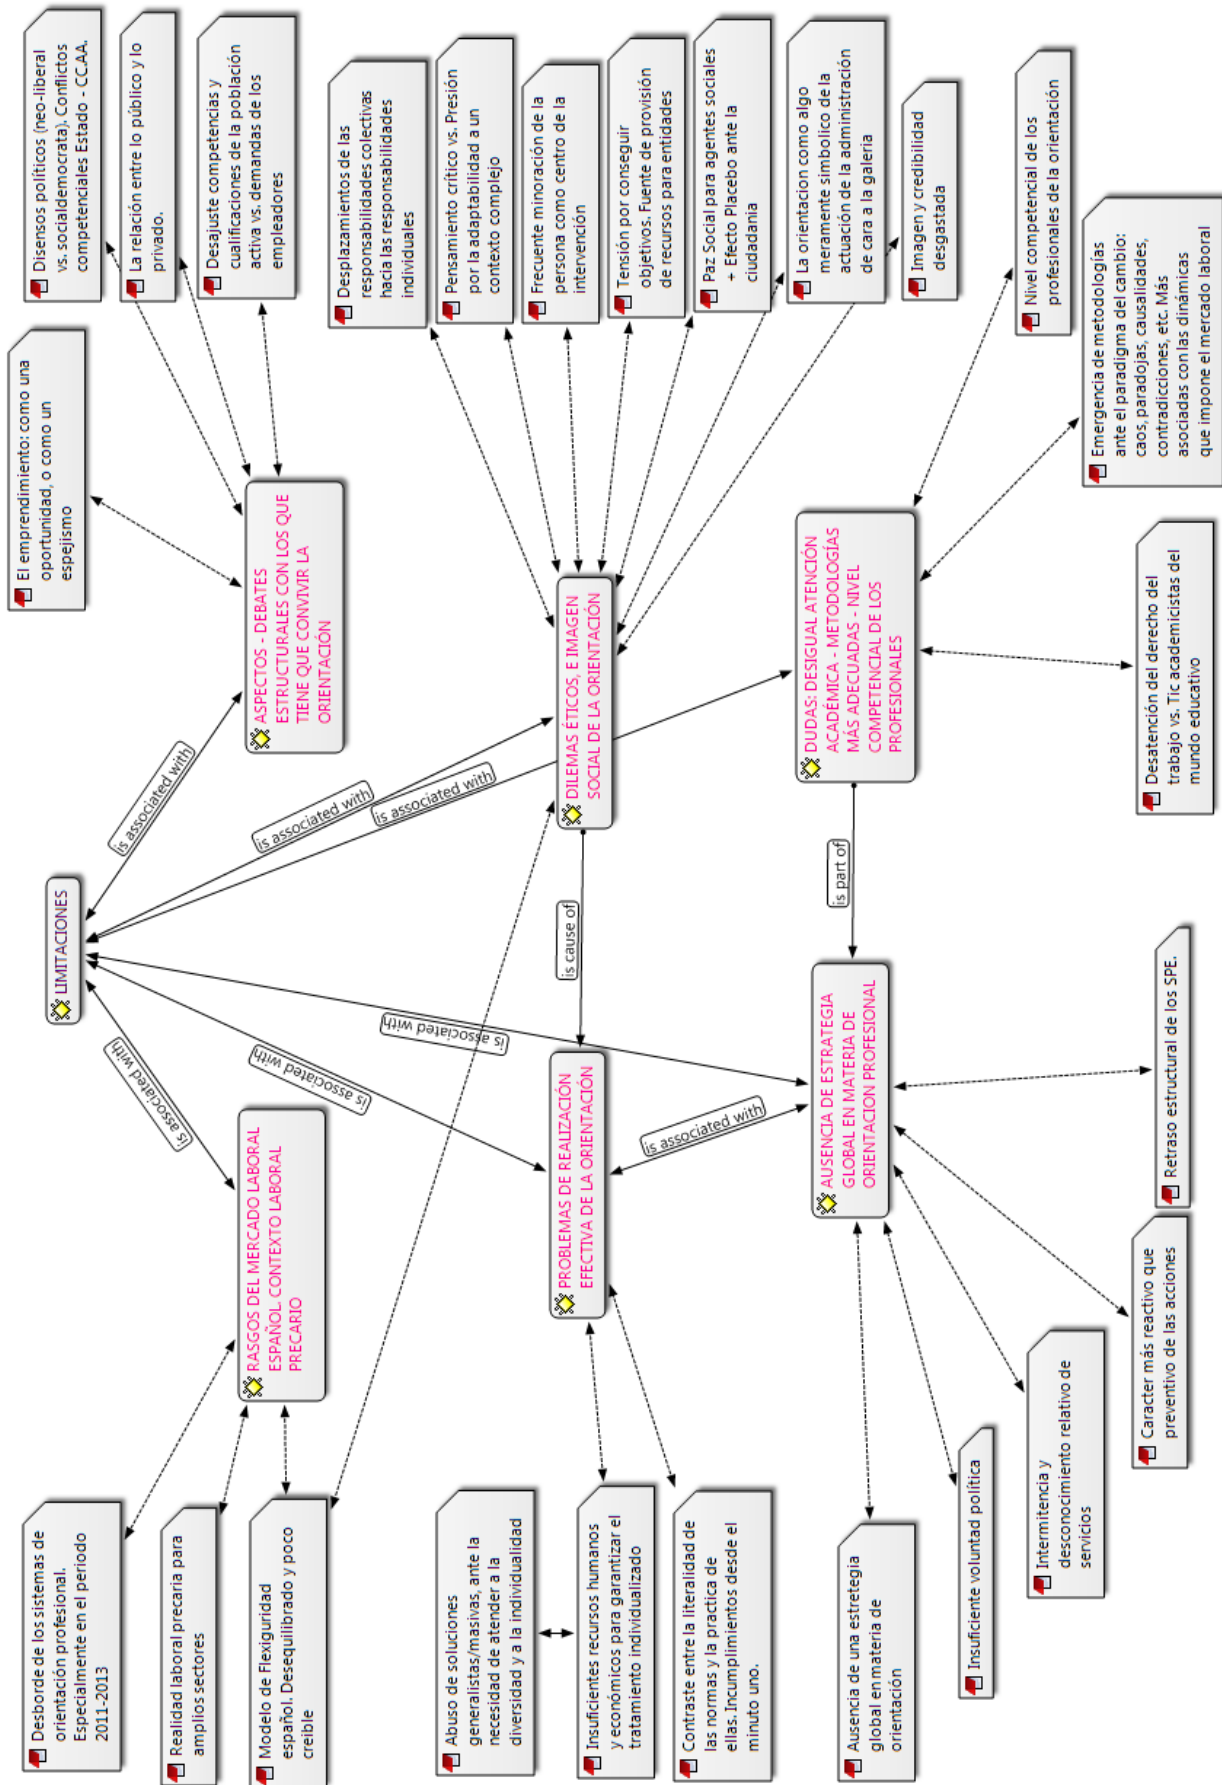 LIMITACIONES
is associated with
is associated with
is associated with
is associated with
is associated with
is associated with
is cause of
is part of
RASGOS DEL MERCADO LABORAL
ESPAÑOL. CONTEXTO LABORAL
PRECARIO
Desborde de los sistemas de
orientación profesional.
Especialmente en el periodo
2011-2013
Realidad laboral precaria para
amplios sectores
Modelo de Flexiguridad
español. Desequilibrado y poco
creible
ASPECTOS - DEBATES
ESTRUCTURALES CON LOS QUE
TIENE QUE CONVIVIR LA
ORIENTACIÓN
El emprendimiento: como una
oportunidad, o como un
espejismo
Disensos políticos (neo-liberal
vs. socialdemocrata). Conflictos
competenciales Estado - CC.AA.
La relación entre lo público y lo
privado.
Desajuste competencias y
cualificaciones de la población
activa vs. demandas de los
empleadores
PROBLEMAS DE REALIZACIÓN
EFECTIVA DE LA ORIENTACIÓN
Abuso de soluciones
generalistas/masivas, ante la
necesidad de atender a la
diversidad y a la individualidad
Insuficientes recursos humanos
y económicos para garantizar el
tratamiento individualizado
Contraste entre la literalidad de
las normas y la practica de
ellas. Incumplimientos desde el
minuto uno.
DILEMAS ÉTICOS, E IMAGEN
SOCIAL DE LA ORIENTACIÓN
Desplazamientos de las
responsabilidades colectivas
hacia las responsabilidades
individuales
Pensamiento crítico vs. Presión
por la adaptabilidad a un
contexto complejo
Frecuente minoración de la
persona como centro de la
intervención
Tensión por conseguir
objetivos. Fuente de provisión
de recursos para entidades
Paz Social para agentes sociales
+ Efecto Placebo ante la
ciudadania
La orientacion como algo
meramente simbolico de la
actuación de la administración
de cara a la galeria
Imagen y credibilidad
desgastada
AUSENCIA DE ESTRATEGIA
GLOBAL EN MATERIA DE
ORIENTACION PROFESIONAL
Ausencia de una estretegia
global en materia de
orientación
Insuficiente voluntad política
Intermitencia y
desconocimiento relativo de
servicios
Caracter más reactivo que
preventivo de las acciones
Retraso estructural de los SPE.
DUDAS: DESIGUAL ATENCIÓN
ACADÉMICA - METODOLOGÍAS
MÁS ADECUADAS - NIVEL
COMPETENCIAL DE LOS
PROFESIONALES
Nivel competencial de los
profesionales de la orientación
Emergencia de metodologías
ante el paradigma del cambio:
caos, paradojas, causalidades,
contradicciones, etc. Más
asociadas con las dinámicas
que impone el mercado laboral
Desatención del derecho del
trabajo vs. Tic academicistas del
mundo educativo